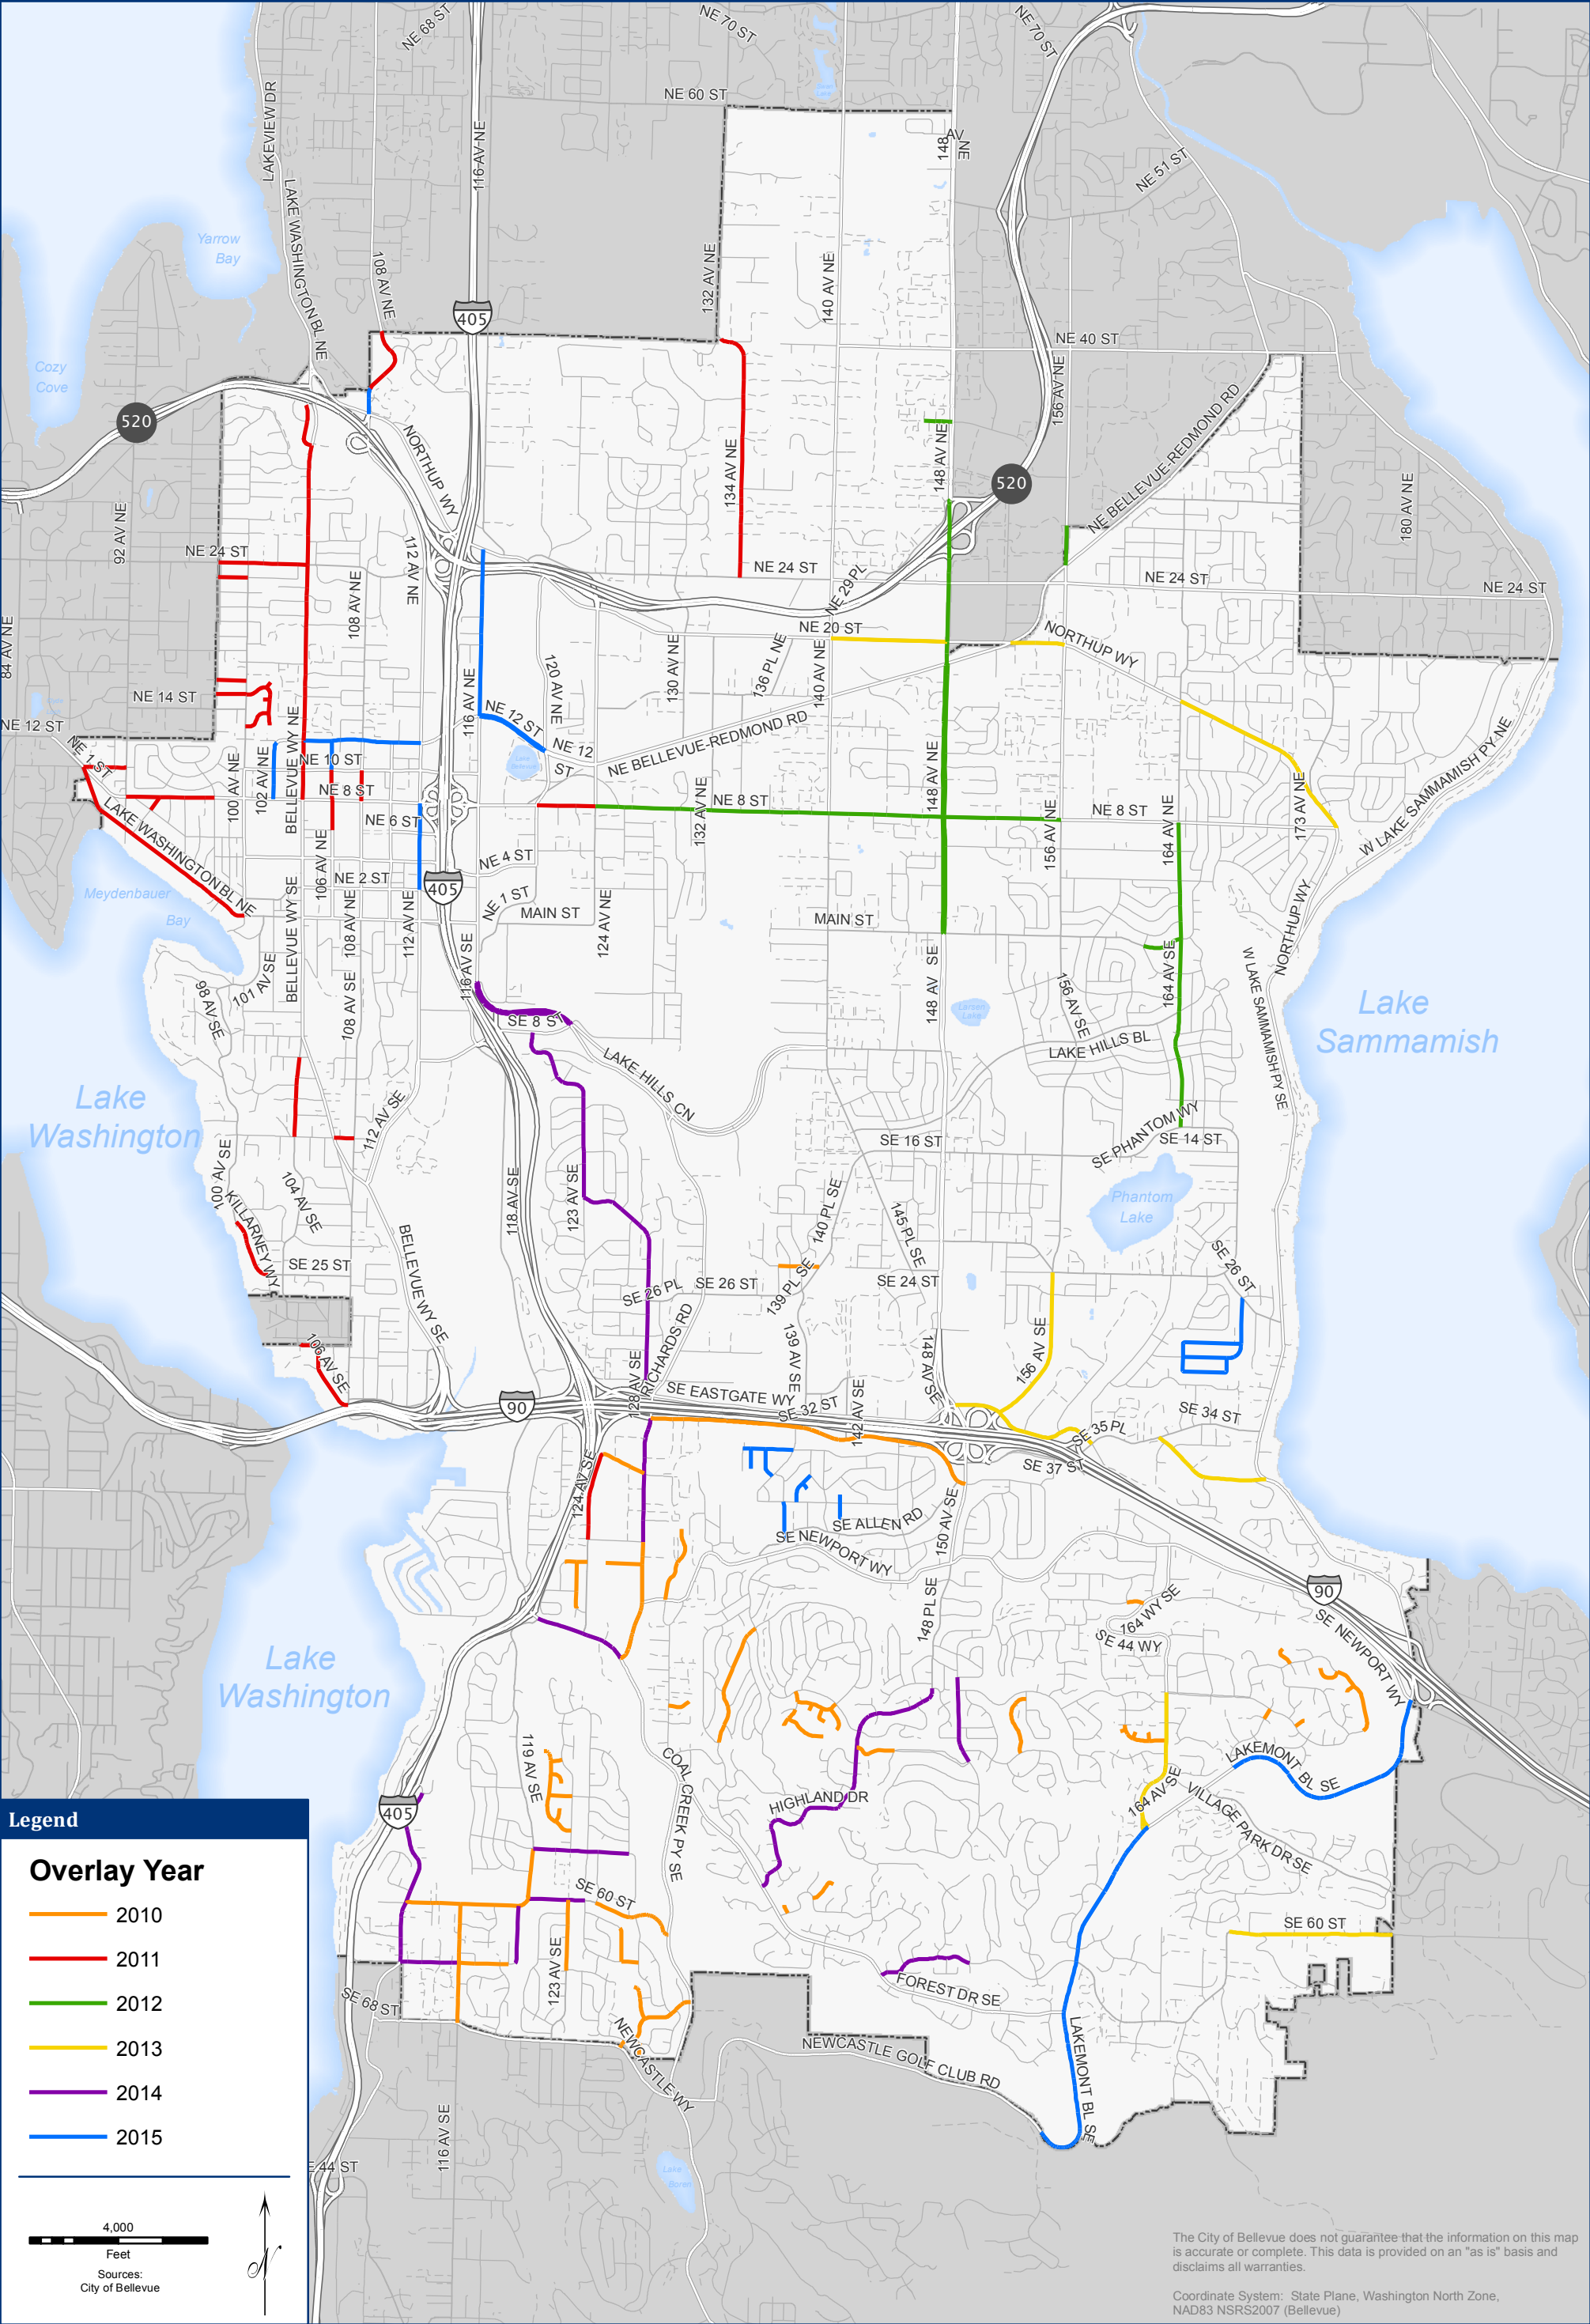 NE 68 ST
NE 70 ST
NE 70 ST
LAKEVIEW DR
NE 60 ST
Swan
Lake
116 AV NE
148 AV
NE
NE 51 ST
LAKE WASHINGTON BL NE
Yarrow
Bay
108 AV NE
132 AV NE
140 AV NE
405
NE 40 ST
Cozy
Cove
156 AV NE
NE BELLEVUE-REDMOND RD
520
NORTHUP WY
134 AV NE
148 AV NE
520
180 AV NE
92 AV NE
NE 24 ST
112 AV NE
NE 24 ST
NE 29 PL
NE 24 ST
NE 24 ST
108 AV NE
84 AV NE
NE 20 ST
NORTHUP WY
130 AV NE
136 PL NE
140 AV NE
120 AV NE
116 AV NE
NE 14 ST
NE 12 ST
NE 1 ST
BELLEVUE WY NE
NE 12 ST
NE 12
ST
NE BELLEVUE-REDMOND RD
Lake
Bellevue
NE 10 ST
100 AV NE
102 AV NE
NE 8 ST
NE 8 ST
148 AV NE
NE 8 ST
173 AV NE
W LAKE SAMMAMISH PY NE
LAKE WASHINGTON BL NE
NE 6 ST
132 AV NE
156 AV NE
164 AV NE
106 AV NE
NE 4 ST
NE 2 ST
405
Meydenbauer
Bay
NE 1 ST
MAIN ST
MAIN ST
BELLEVUE WY SE
108 AV NE
112 AV NE
124 AV NE
NORTHUP WY
116 AV SE
148 AV SE
164 AV SE
W LAKE SAMMAMISH PY SE
98 AV SE
101 AV SE
108 AV SE
156 AV SE
Larsen
Lake
SE 8 ST
LAKE HILLS CN
LAKE HILLS BL
Lake
Sammamish
Lake
Washington
112 AV SE
SE 16 ST
SE PHANTOM WY
SE 14 ST
100 AV SE
KILLARNEY WY
104 AV SE
118 AV SE
123 AV SE
140 PL SE
145 PL SE
Phantom
Lake
SE 25 ST
BELLEVUE WY SE
SE 26 PL
SE 26 ST
139 PL SE
SE 24 ST
SE 26 ST
106 AV SE
128 AV SE
RICHARDS RD
139 AV SE
148 AV SE
156 AV SE
90
SE EASTGATE WY
SE 32 ST
142 AV SE
SE 35 PL
SE 34 ST
SE 37 ST
124 AV SE
SE ALLEN RD
SE NEWPORT WY
150 AV SE
148 PL SE
90
164 WY SE
SE 44 WY
SE NEWPORT WY
Lake
Washington
119 AV SE
COAL CREEK PY SE
HIGHLAND DR
164 AV SE
LAKEMONT BL SE
VILLAGE PARK DR SE
405
SE 60 ST
SE 60 ST
123 AV SE
FOREST DR SE
SE 68 ST
NEWCASTLE WY
NEWCASTLE GOLF CLUB RD
LAKEMONT BL SE
116 AV SE
E 44 ST
Lake
Boren
Legend
Overlay Year
2010
2011
2012
2013
2014
2015
4,000
Feet
Sources:
City of Bellevue
N
The City of Bellevue does not guarantee that the information on this map
is accurate or complete. This data is provided on an "as is" basis and
disclaims all warranties.
Coordinate System: State Plane, Washington North Zone,
NAD83 NSRS2007 (Bellevue)